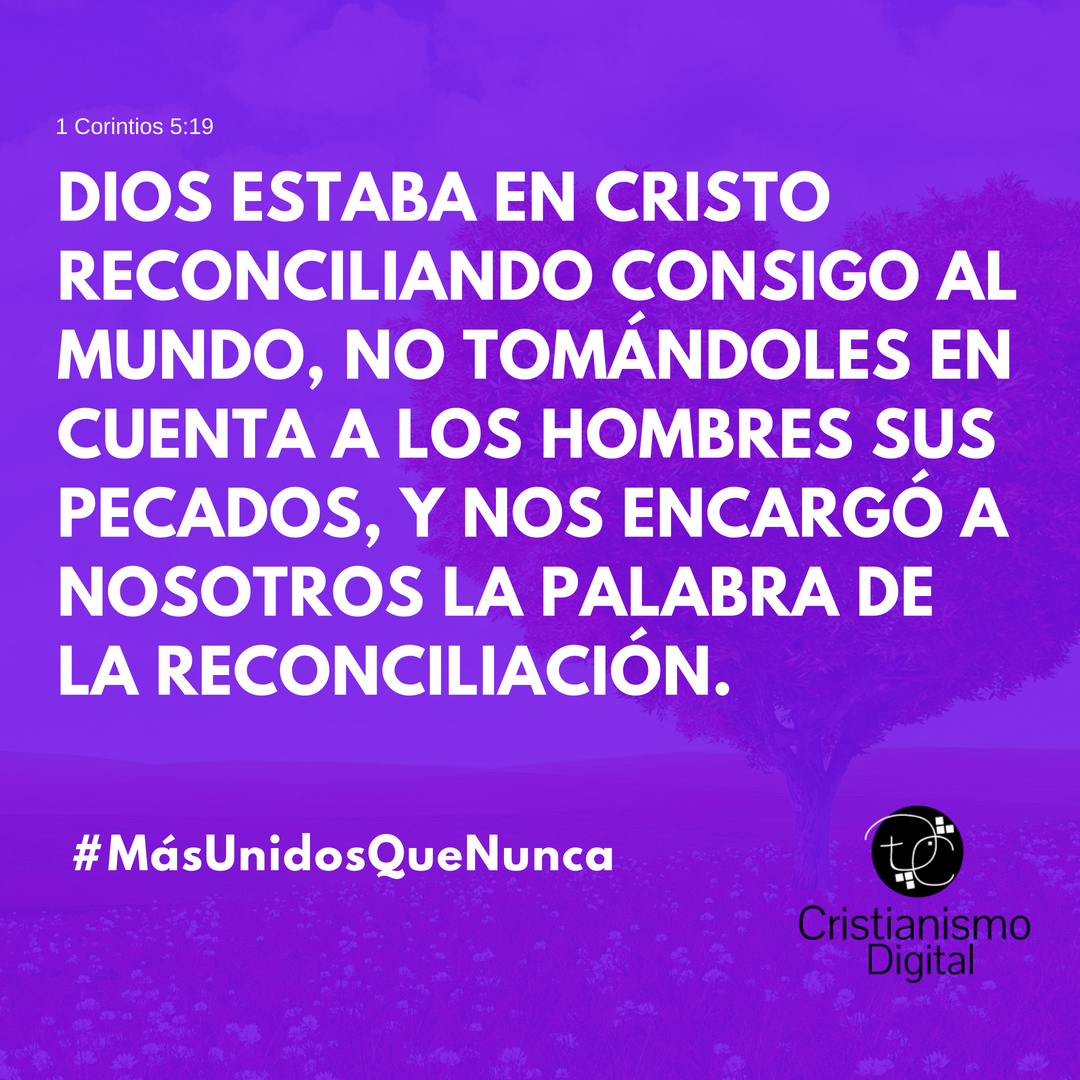 1 Corintios 5:19
DIOS ESTABA EN CRISTO
RECONCILIANDO CONSIGO AL
MUNDO, NO TOMÁNDOLES EN
CUENTA A LOS HOMBRES SUS
PECADOS, Y NOS ENCARGÓ A
NOSOTROS LA PALABRA DE
LA RECONCILIACIÓN.
#MásUnidosQueNunca
Cristianismo
Digital